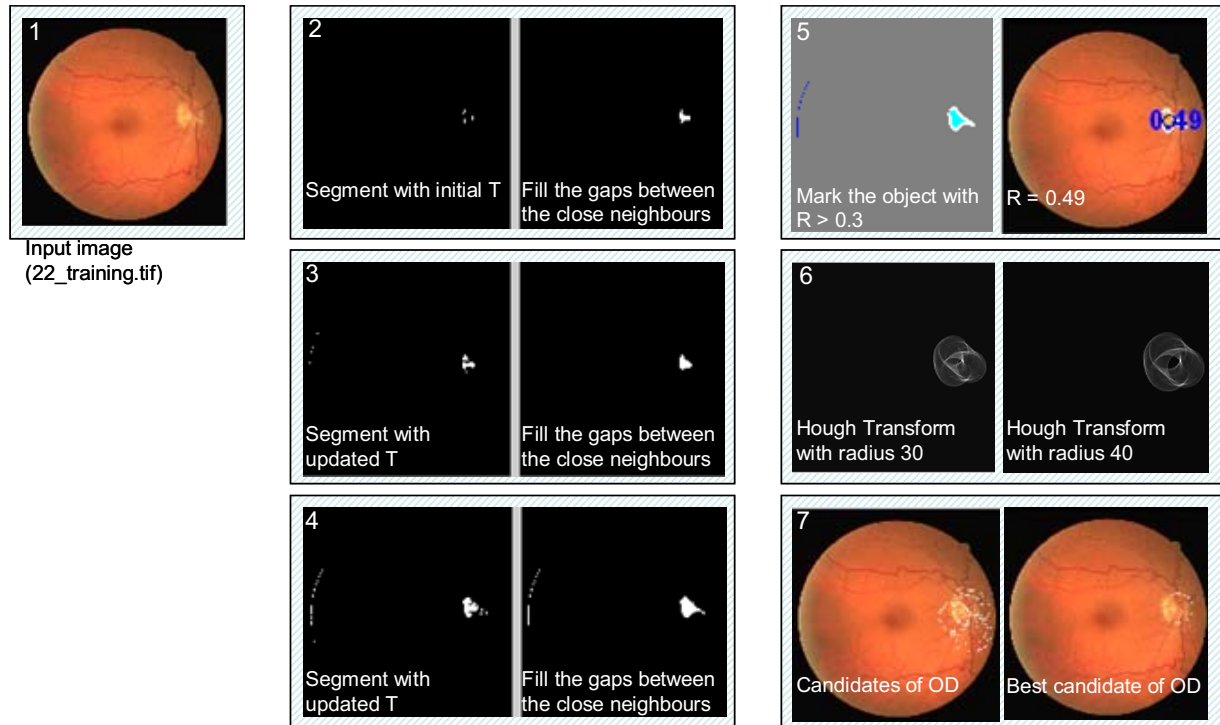 1
Input image
(22_training.tif)
2
Segment with initial T
Fill the gaps between
the close neighbours
3
Segment with
updated T
Fill the gaps between
the close neighbours
4
Segment with
updated T
Fill the gaps between
the close neighbours
5
Mark the object with
R > 0.3
0.49
R = 0.49
6
Hough Transform
with radius 30
Hough Transform
with radius 40
7
Candidates of OD
Best candidate of OD